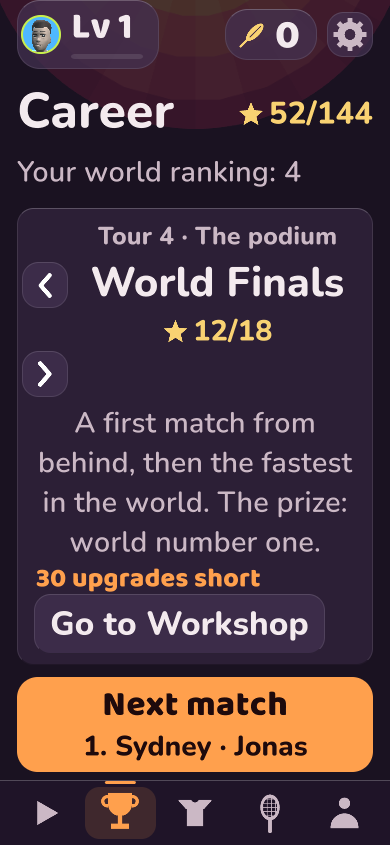 Lv 1
0
Career
52/144
Your world ranking: 4
Tour 4 · The podium
World Finals
12/18
A first match from
behind, then the fastest
in the world. The prize:
world number one.
30 upgrades short
Go to Workshop
Next match
1. Sydney · Jonas